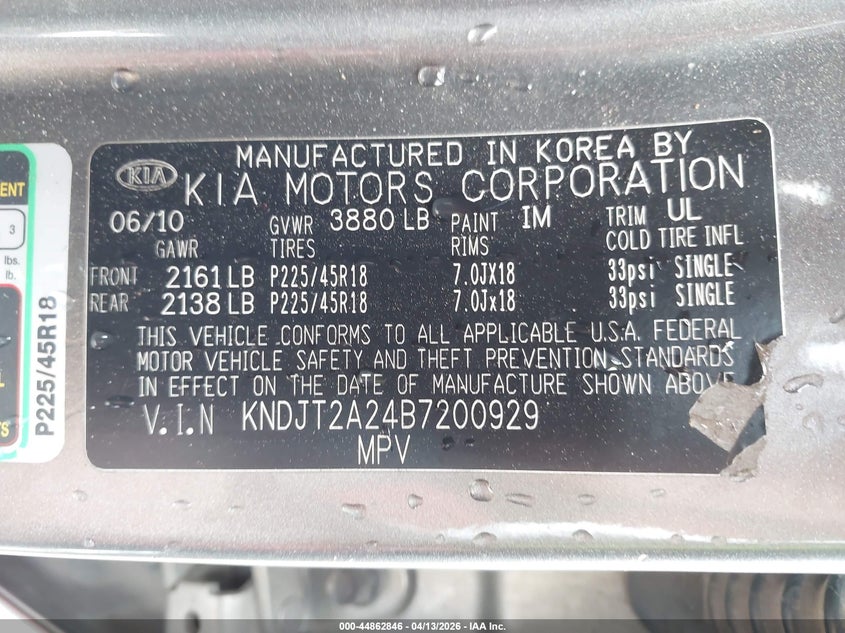 MANUFACTURED IN KOREA BY
KIA KIA MOTORS CORPORATION
06/10 GVWR 3880 LB PAINT IM TRIM UL
GAWR TIRES RIMS COLD TIRE INFL
FRONT 2161 LB P225/45R18 7.0JX18 33psi SINGLE
REAR 2138 LB P225/45R18 7.0Jx18 33psi SINGLE
THIS VEHICLE CONFORMS TO ALL APPLICABLE U.S.A. FEDERAL
MOTOR VEHICLE SAFETY AND THEFT PREVENTION STANDARDS
IN EFFECT ON THE DATE OF MANUFACTURE SHOWN ABOVE
V.I.N KNDJT2A24B7200929
MPV
3
lbs.
lb.
P225/45R18
000-44862846 - 04/13/2026 - IAA Inc.